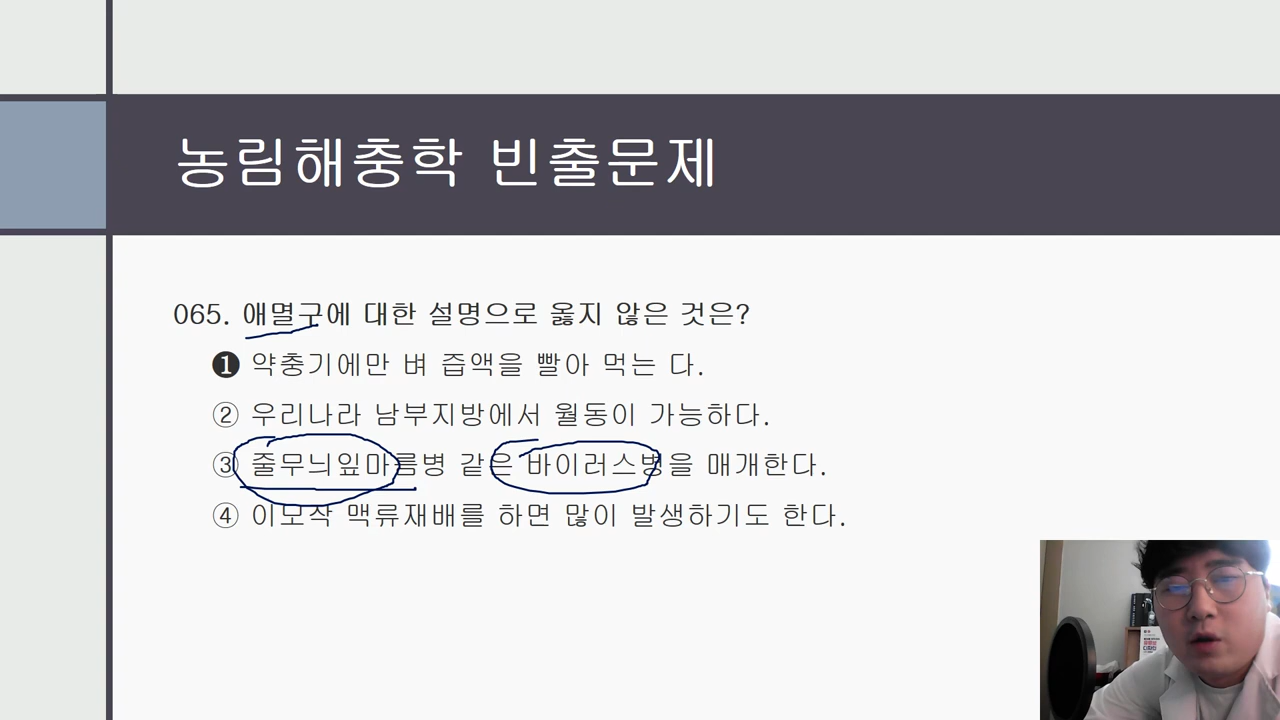 농림해충학 빈출문제
065. 애멸구에 대한 설명으로 옳지 않은 것은?
❶ 약충기에만 벼 즙액을 빨아 먹는 다.
② 우리나라 남부지방에서 월동이 가능하다.
③ 줄무늬잎마름병 같은 바이러스병을 매개한다.
④ 이모작 맥류재배를 하면 많이 발생하기도 한다.